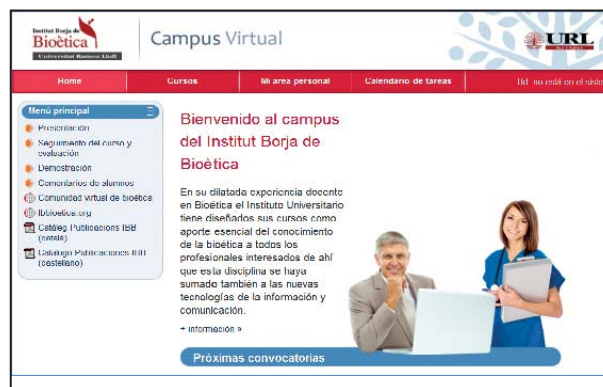 Institut Borja de
Bioètica
Universitat Ramon Llull
Campus Virtual
URL
Home
Cursos
Mi area personal
Calendario de tareas
Ud. no está en el
Menú principal
Presentación
Seguimiento del curso y
evaluación
Demostración
Comentarios de alumnos
Comunidad virtual de bioética
Ibbioetica.org
Catàleg Publicacions IBB
(català)
Catálogo Publicaciones IBB
(castellano)
Bienvenido al campus
del Institut Borja de
Bioètica
En su dilatada experiencia docente
en Bioética el Instituto Universitario
tiene diseñados sus cursos como
aporte esencial del conocimiento
de la bioética a todos los
profesionales interesados de ahí
que esta disciplina se haya
sumado también a las nuevas
tecnologías de la información y
comunicación.
+ información »
Próximas convocatorias